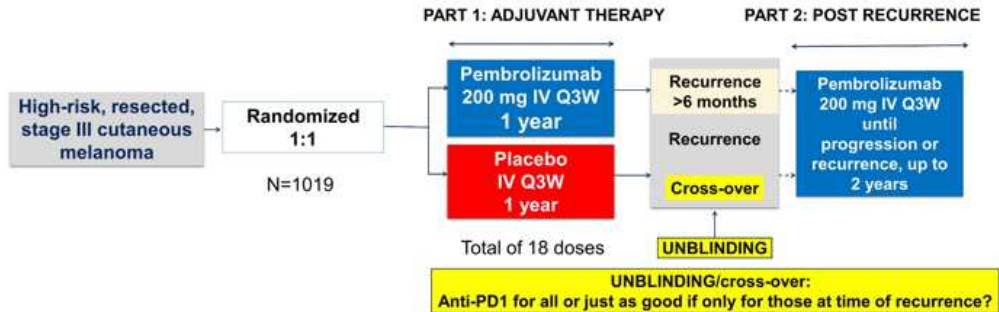 PART 1: ADJUVANT THERAPY
PART 2: POST RECURRENCE
High-risk, resected,
stage III cutaneous
melanoma
Randomized
1:1
N=1019
Pembrolizumab
200 mg IV Q3W
1 year
Placebo
IV Q3W
1 year
Total of 18 doses
Recurrence
>6 months
Recurrence
Cross-over
UNBLINDING
Pembrolizumab
200 mg IV Q3W
until
progression or
recurrence, up to
2 years
UNBLINDING/cross-over:
Anti-PD1 for all or just as good if only for those at time of recurrence?